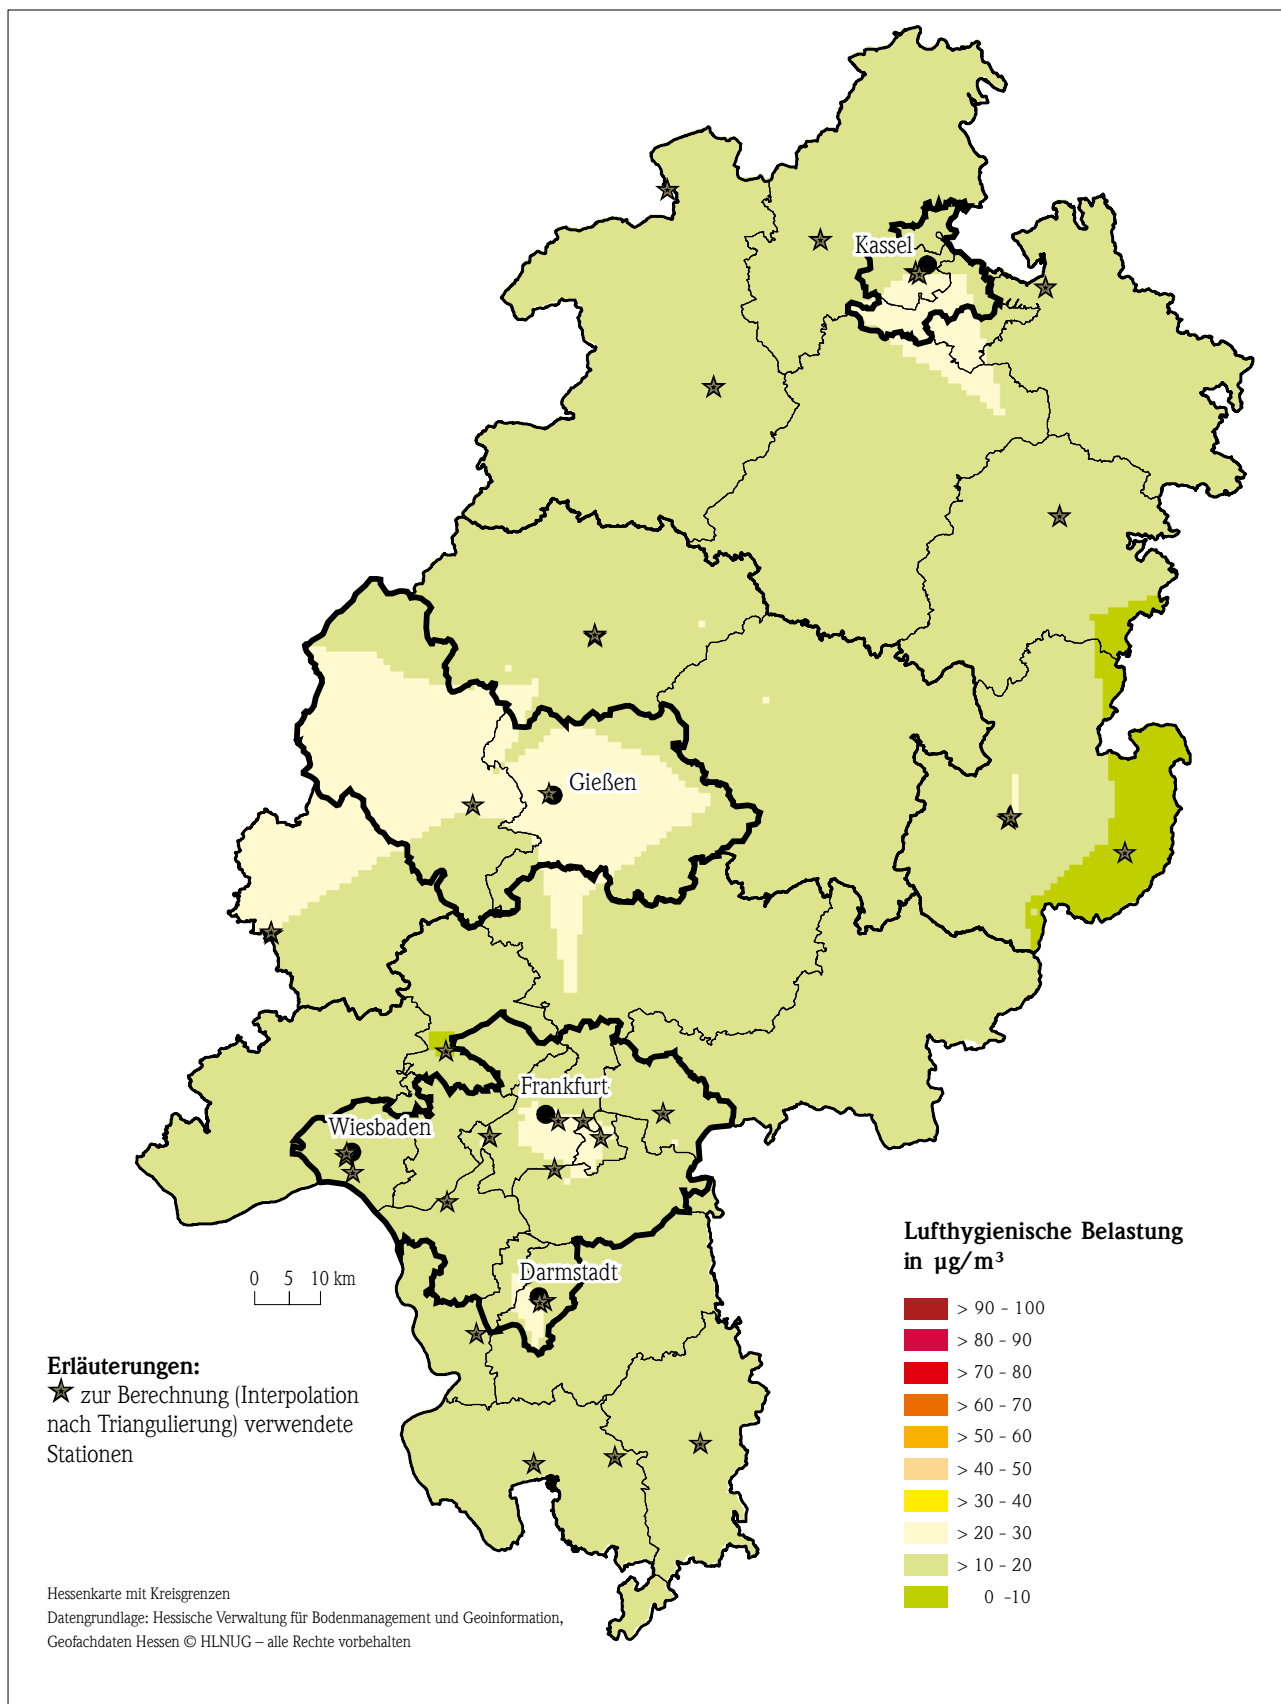 Kassel
Gießen
Frankfurt
Wiesbaden
Darmstadt
0 5 10 km
Erläuterungen:
zur Berechnung (Interpolation
nach Triangulierung) verwendete
Stationen
Lufthygienische Belastung
in µg/m³
> 90 - 100
> 80 - 90
> 70 - 80
> 60 - 70
> 50 - 60
> 40 - 50
> 30 - 40
> 20 - 30
> 10 - 20
0 -10
Hessenkarte mit Kreisgrenzen
Datengrundlage: Hessische Verwaltung für Bodenmanagement und Geoinformation,
Geofachdaten Hessen © HLNUG – alle Rechte vorbehalten